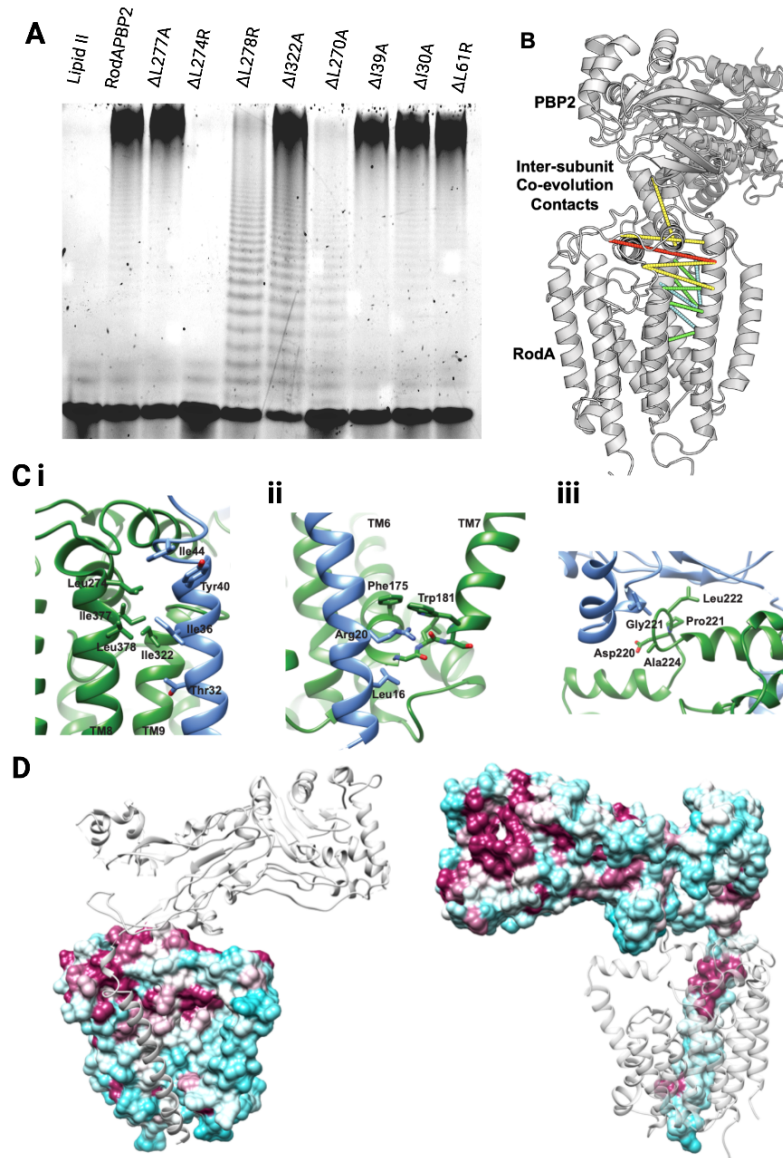 A
Lipid II
RodAPBP2
ΔL277A
ΔL274R
ΔL278R
ΔI322A
ΔL270A
ΔI39A
ΔI30A
ΔL61R
B
PBP2
Inter-subunit
Co-evolution
Contacts
RodA
C i
Ile44
Leu274
Tyr40
Ile377
Ile36
Leu378
Ile322
Thr32
TM8
TM9
ii
TM6
TM7
Phe175
Trp181
Arg20
Leu16
iii
Leu222
Gly221
Pro221
Asp220
Ala224
D